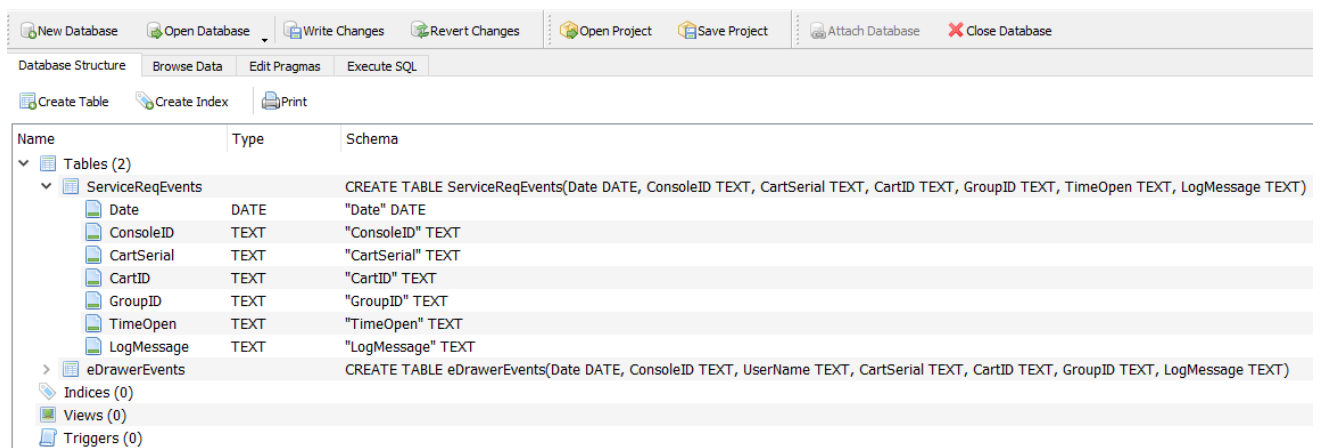 New Database Open Database Write Changes Revert Changes Open Project Save Project Attach Database Close Database
Database Structure Browse Data Edit Pragmas Execute SQL
Create Table Create Index Print
Name Type Schema
Tables (2)
ServiceReqEvents CREATE TABLE ServiceReqEvents(Date DATE, ConsoleID TEXT, CartSerial TEXT, CartID TEXT, GroupID TEXT, TimeOpen TEXT, LogMessage TEXT)
Date DATE "Date" DATE
ConsoleID TEXT "ConsoleID" TEXT
CartSerial TEXT "CartSerial" TEXT
CartID TEXT "CartID" TEXT
GroupID TEXT "GroupID" TEXT
TimeOpen TEXT "TimeOpen" TEXT
LogMessage TEXT "LogMessage" TEXT
eDrawerEvents CREATE TABLE eDrawerEvents(Date DATE, ConsoleID TEXT, UserName TEXT, CartSerial TEXT, CartID TEXT, GroupID TEXT, LogMessage TEXT)
Indices (0)
Views (0)
Triggers (0)